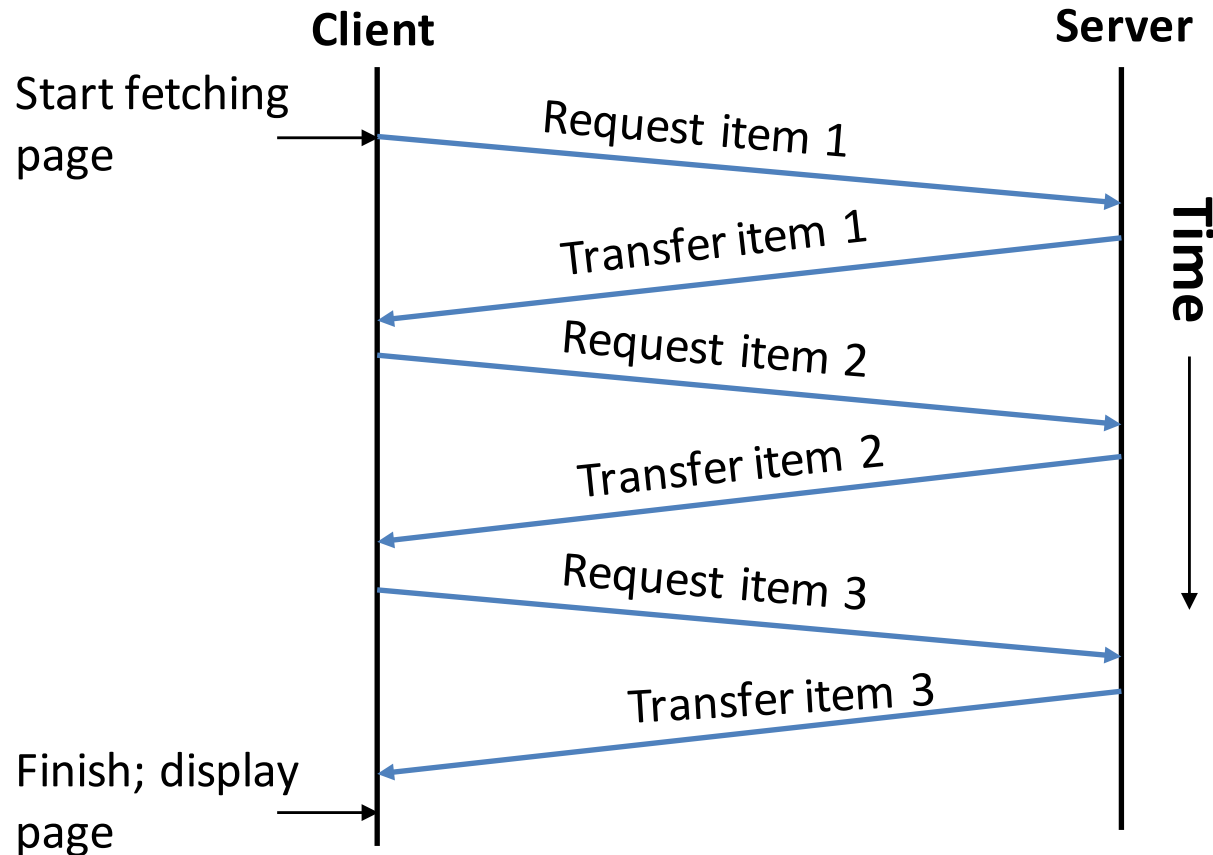 Client
Server
Start fetching
page
Request item 1
Transfer item 1
Time
Request item 2
Transfer item 2
Request item 3
Transfer item 3
Finish; display
page